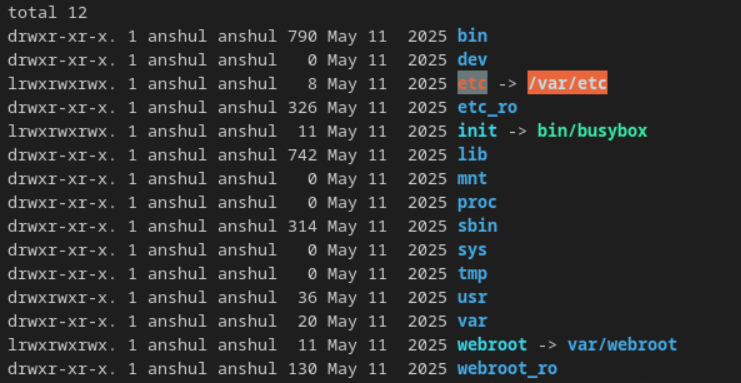 total 12
drwxr-xr-x. 1 anshul anshul 790 May 11  2025 bin
drwxr-xr-x. 1 anshul anshul   0 May 11  2025 dev
lrwxrwxrwx. 1 anshul anshul   8 May 11  2025 etc -> /var/etc
drwxr-xr-x. 1 anshul anshul 326 May 11  2025 etc_ro
lrwxrwxrwx. 1 anshul anshul  11 May 11  2025 init -> bin/busybox
drwxr-xr-x. 1 anshul anshul 742 May 11  2025 lib
drwxr-xr-x. 1 anshul anshul   0 May 11  2025 mnt
drwxr-xr-x. 1 anshul anshul   0 May 11  2025 proc
drwxr-xr-x. 1 anshul anshul 314 May 11  2025 sbin
drwxr-xr-x. 1 anshul anshul   0 May 11  2025 sys
drwxr-xr-x. 1 anshul anshul   0 May 11  2025 tmp
drwxrwxr-x. 1 anshul anshul  36 May 11  2025 usr
drwxr-xr-x. 1 anshul anshul  20 May 11  2025 var
lrwxrwxrwx. 1 anshul anshul  11 May 11  2025 webroot -> var/webroot
drwxr-xr-x. 1 anshul anshul 130 May 11  2025 webroot_ro